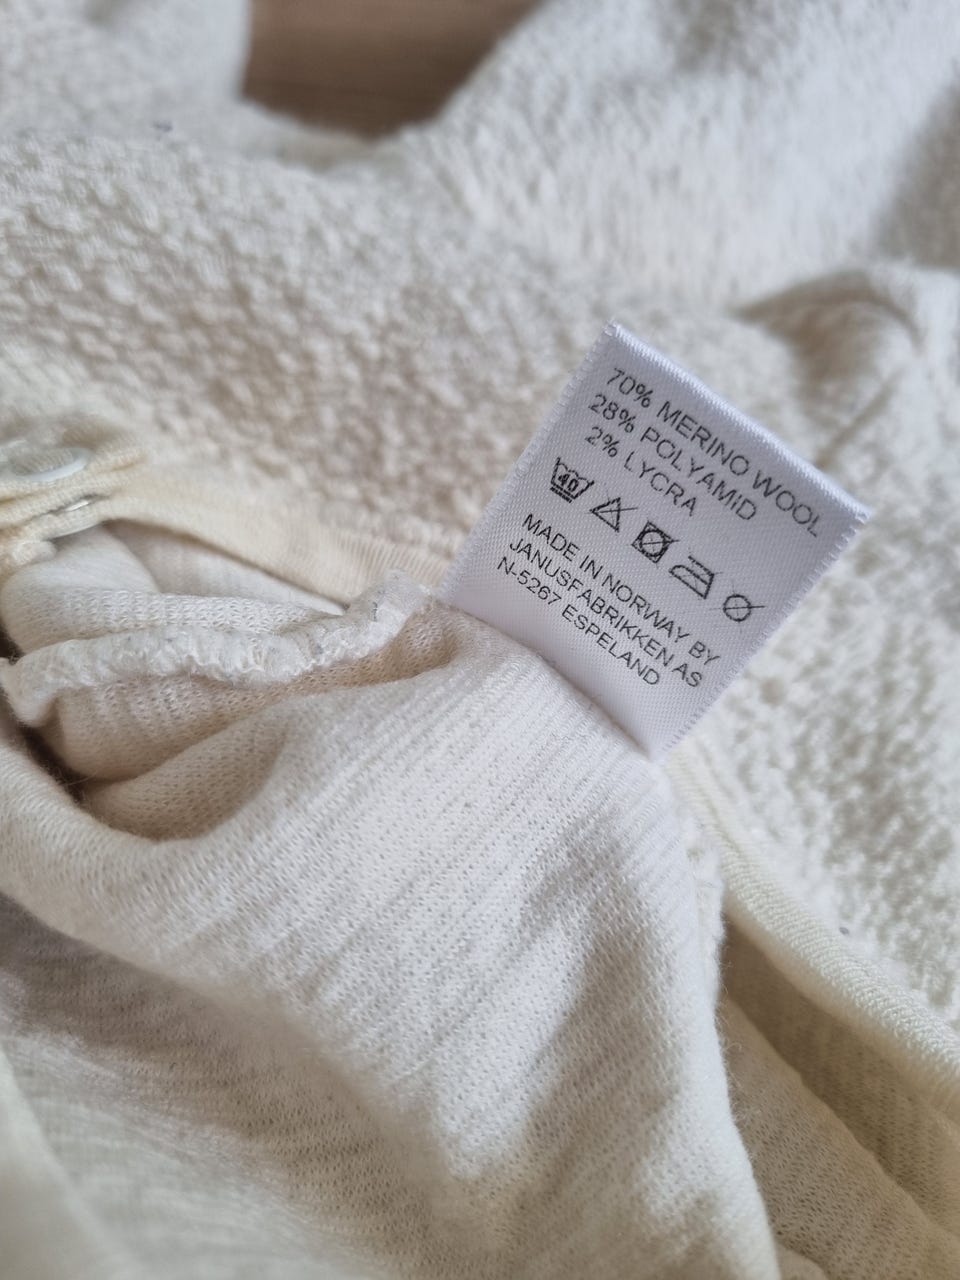 70% MERINO WOOL
28% POLYAMID
2% LYCRA
40
MADE IN NORWAY BY
JANUSFABRIKKEN AS
N-5267 ESPELAND